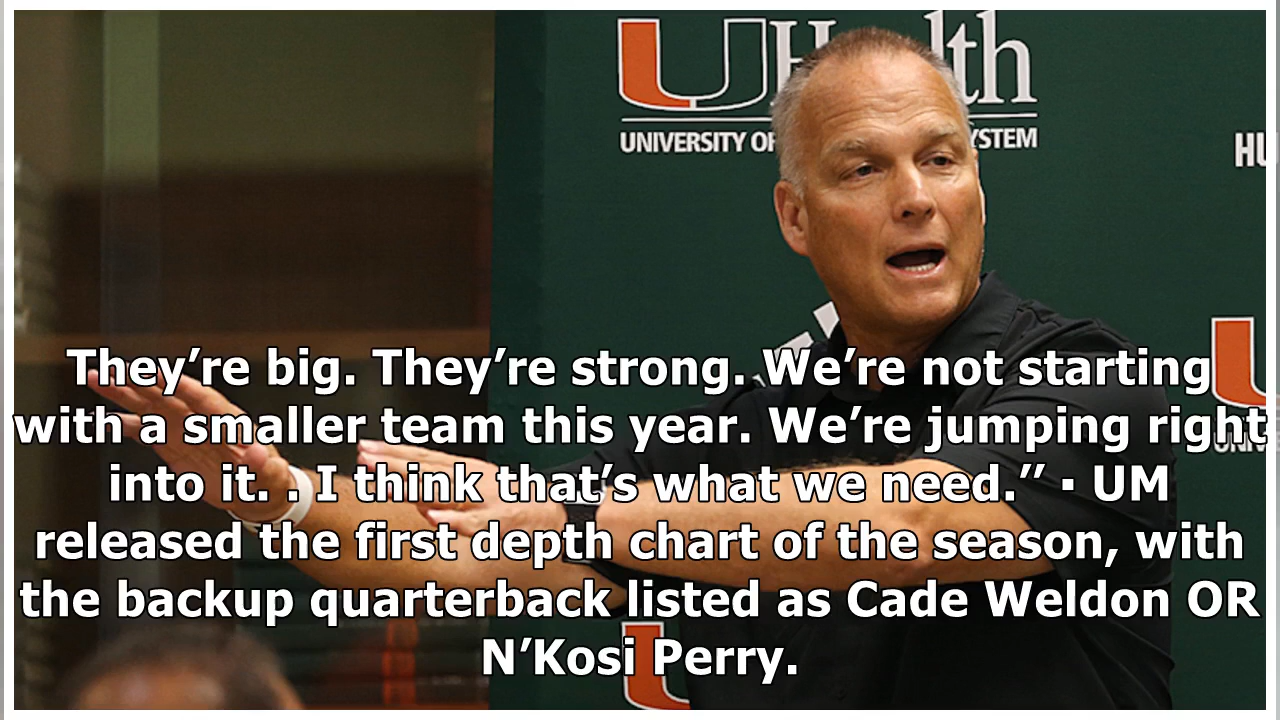 UHealth
UNIVERSITY OF
YSTEM
HU
They’re big. They’re strong. We’re not starting
with a smaller team this year. We’re jumping right
into it. . I think that’s what we need.” ▪ UM
released the first depth chart of the season, with
the backup quarterback listed as Cade Weldon OR
N’Kosi Perry.